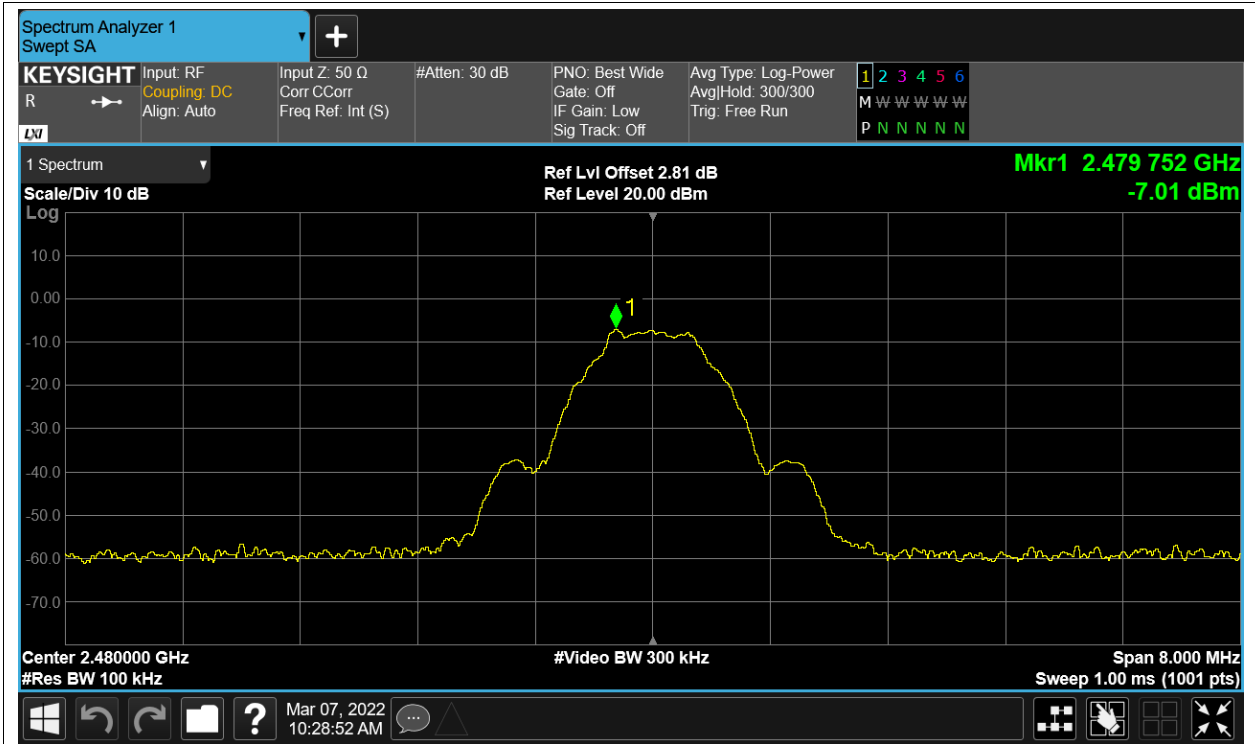 Spectrum Analyzer 1
Swept SA
KEYSIGHT
R
LXI
Input: RF
Coupling: DC
Align: Auto
Input Z: 50 Ω
Corr CCorr
Freq Ref: Int (S)
#Atten: 30 dB
PNO: Best Wide
Gate: Off
IF Gain: Low
Sig Track: Off
Avg Type: Log-Power
Avg|Hold: 300/300
Trig: Free Run
1 2 3 4 5 6
M W W W W W
P N N N N N
1 Spectrum
Scale/Div 10 dB
Log
Ref Lvl Offset 2.81 dB
Ref Level 20.00 dBm
Mkr1 2.479 752 GHz
-7.01 dBm
10.0
0.00
1
-10.0
-20.0
-30.0
-40.0
-50.0
-60.0
-70.0
Center 2.480000 GHz
#Video BW 300 kHz
Span 8.000 MHz
#Res BW 100 kHz
Sweep 1.00 ms (1001 pts)
?
Mar 07, 2022
10:28:52 AM